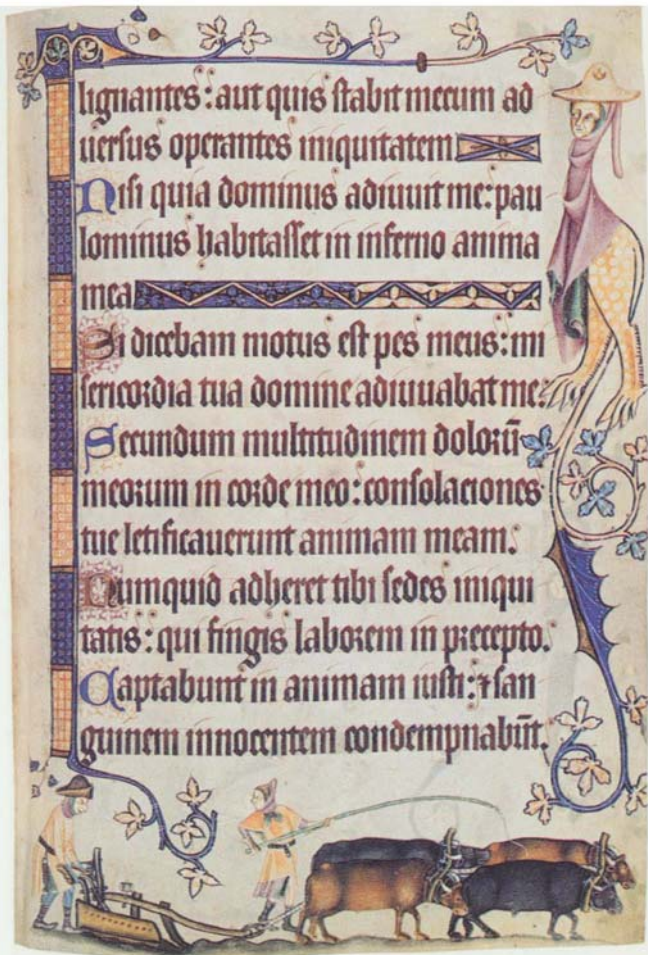 lignantes: aut quis stabit mecum ad
uersus operantes iniquitatem
Nisi quia dominus adiuuit me: pau
lominus habitasset in inferno anima
mea
Si dicebam motus est pes meus: mi
sericordia tua domine adiuuabat me:
Secundum multitudinem dolorū
meorum in corde meo: consolaciones
tue letificauerunt animam meam.
Numquid adheret tibi sedes iniqui
tatis: qui fingis laborem in precepto.
Captabunt in animam iusti: ⁊ san
guinem innocentem condempnabūt.